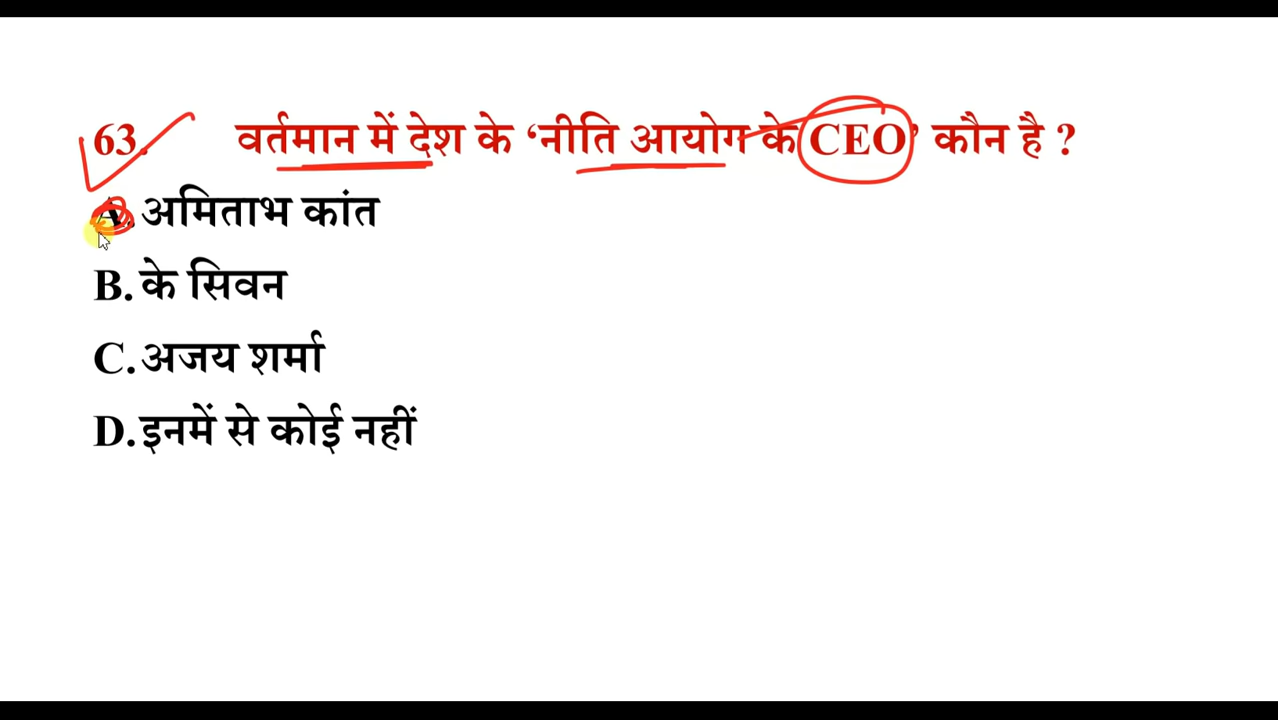 63. वर्तमान में देश के ‘नीति आयोग के CEO’ कौन है ?
A. अमिताभ कांत
B. के सिवन
C. अजय शर्मा
D. इनमें से कोई नहीं